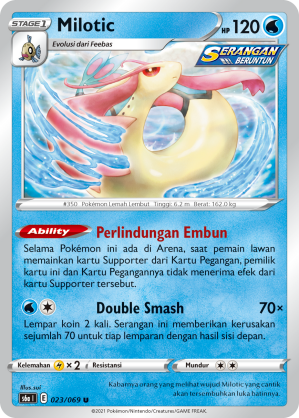 STAGE 1 Milotic HP 120
Evolusi dari Feebas
SERANGAN
BERUNTUN
#350 Pokémon Lemah Lembut Tinggi: 6.2 m Berat: 162.0 kg
Ability Perlindungan Embun
Selama Pokémon ini ada di Arena, saat pemain lawan
memainkan kartu Supporter dari Kartu Pegangan, pemilik
kartu ini dan Kartu Pegangannya tidak menerima efek dari
kartu Supporter tersebut.
Double Smash 70×
Lempar koin 2 kali. Serangan ini memberikan kerusakan
sejumlah 70 untuk tiap lemparan dengan hasil sisi depan.
Kelemahan ×2 Resistansi Mundur
Illus.sui
s6a I E 023/069 U
Kabarnya orang yang melihat wujud Milotic yang cantik
akan tersembuhkan luka batinnya.
©2021 Pokémon/Nintendo/Creatures/GAME FREAK